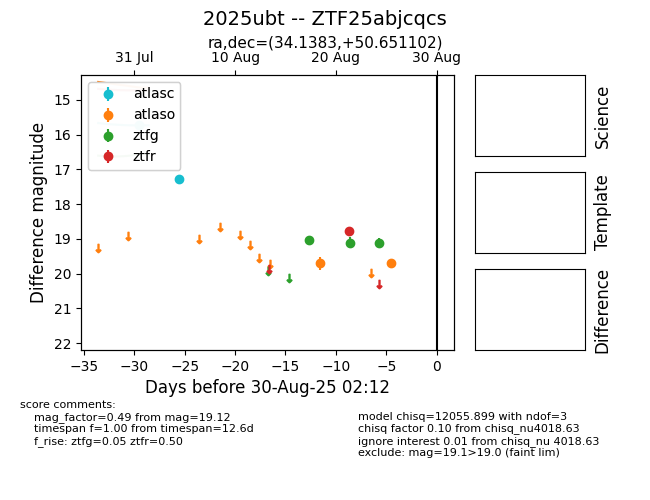 2025ubt -- ZTF25abjcqcs
ra,dec=(34.1383,+50.651102)
31 Jul 10 Aug 20 Aug 30 Aug
15
16
17
18
19
20
21
22
Difference magnitude
atlasc
atlaso
ztfg
ztfr
−35 −30 −25 −20 −15 −10 −5 0
Days before 30-Aug-25 02:12
Science
Template
Difference
score comments:
mag_factor=0.49 from mag=19.12
timespan f=1.00 from timespan=12.6d
f_rise: ztfg=0.05 ztfr=0.50
model chisq=12055.899 with ndof=3
chisq factor 0.10 from chisq_nu4018.63
ignore interest 0.01 from chisq_nu 4018.63
exclude: mag=19.1>19.0 (faint lim)